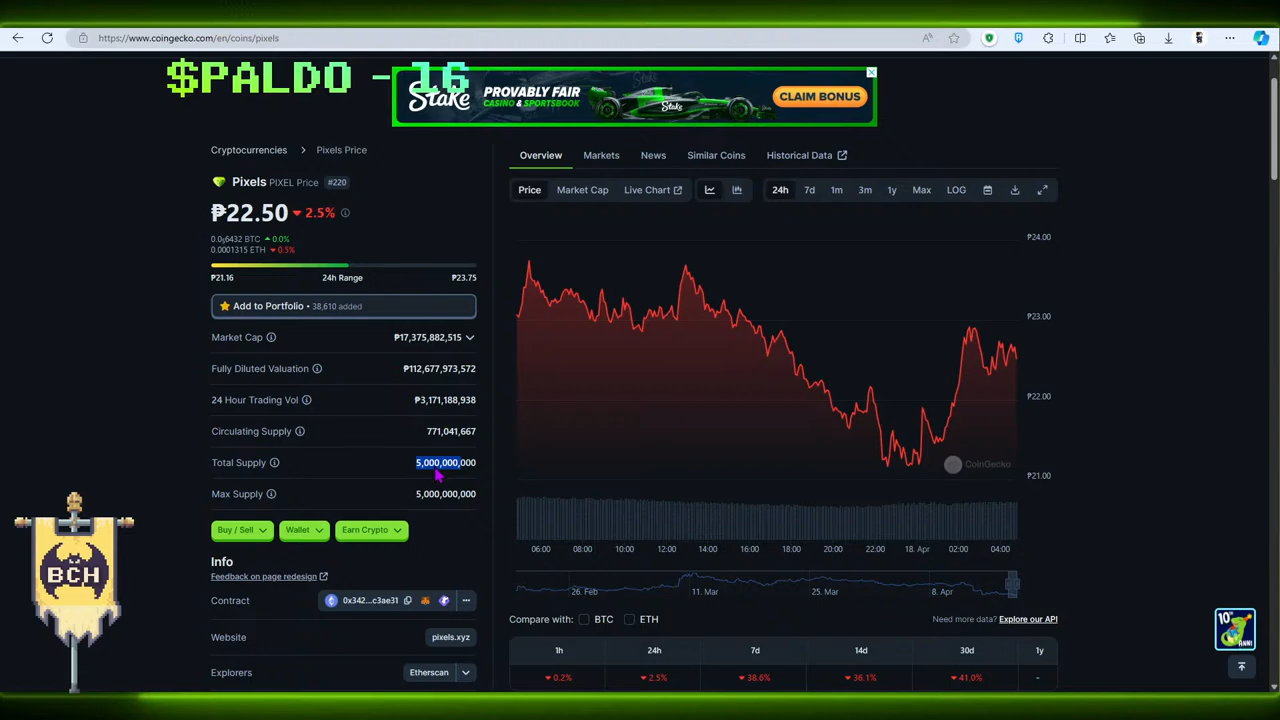 https://www.coingecko.com/en/coins/pixels
$PALDO - 16
Stake
PROVABLY FAIR
CASINO & SPORTSBOOK
Stake
CLAIM BONUS
Cryptocurrencies > Pixels Price
Pixels PIXEL Price #220
₱22.50 2.5%
0.0₆6432 BTC 0.0%
0.0001315 ETH 0.5%
₱21.16 24h Range ₱23.75
Add to Portfolio • 38,610 added
Market Cap ₱17,375,882,515
Fully Diluted Valuation ₱112,677,973,572
24 Hour Trading Vol ₱3,171,188,938
Circulating Supply 771,041,667
Total Supply 5,000,000,000
Max Supply 5,000,000,000
Buy / Sell Wallet Earn Crypto
Info
Feedback on page redesign
Contract 0x342...c3ae31
Website pixels.xyz
Explorers Etherscan
BCH
Overview Markets News Similar Coins Historical Data
Price Market Cap Live Chart 24h 7d 1m 3m 1y Max LOG
₱24.00
₱23.00
₱22.00
₱21.00
CoinGecko
06:00 08:00 10:00 12:00 14:00 16:00 18:00 20:00 22:00 18. Apr 02:00 04:00
26. Feb 11. Mar 25. Mar 8. Apr
Compare with: BTC ETH Need more data? Explore our API
1h 24h 7d 14d 30d 1y
0.2% 2.5% 38.6% 36.1% 41.0% -
10th
ANNI